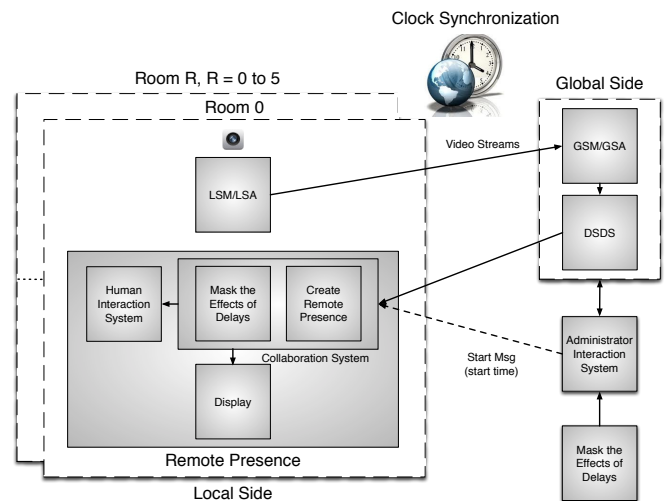 Clock Synchronization
Room R, R = 0 to 5
Room 0
Global Side
Video Streams
GSM/GSA
LSM/LSA
DSDS
Human
Interaction
System
Mask the
Effects of
Delays
Create
Remote
Presence
Collaboration System
Display
Start Msg
(start time)
Administrator
Interaction
System
Remote Presence
Mask the
Effects of
Delays
Local Side